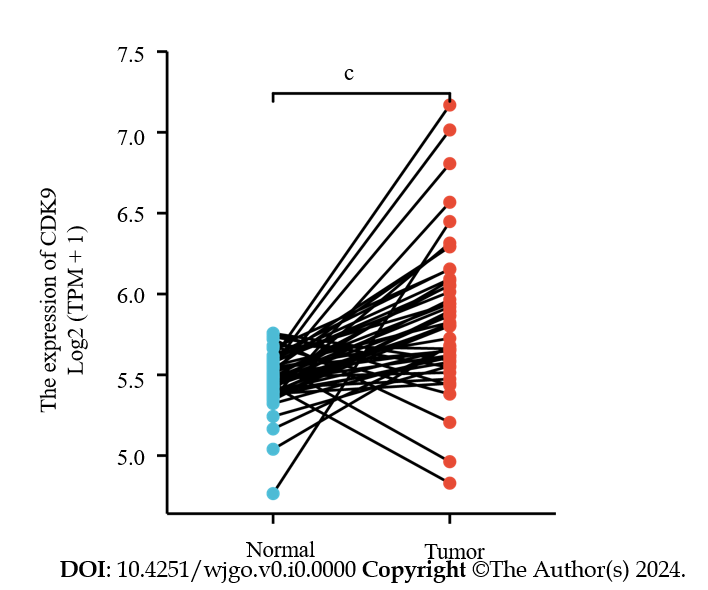 c
7.5
7.0
6.5
6.0
5.5
5.0
The expression of CDK9
Log2 (TPM + 1)
Normal
Tumor
DOI: 10.4251/wjgo.v0.i0.0000 Copyright ©The Author(s) 2024.